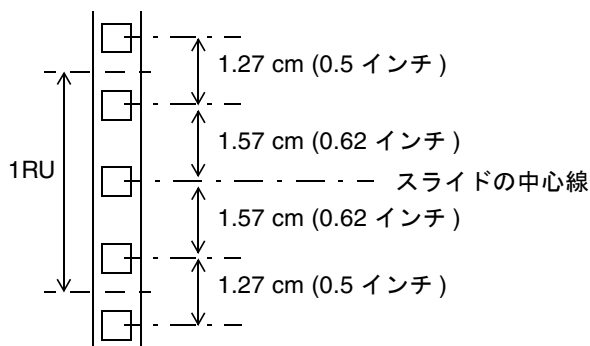 1.27 cm (0.5 インチ )
1.57 cm (0.62 インチ )
1RU
スライドの中心線
1.57 cm (0.62 インチ )
1.27 cm (0.5 インチ )